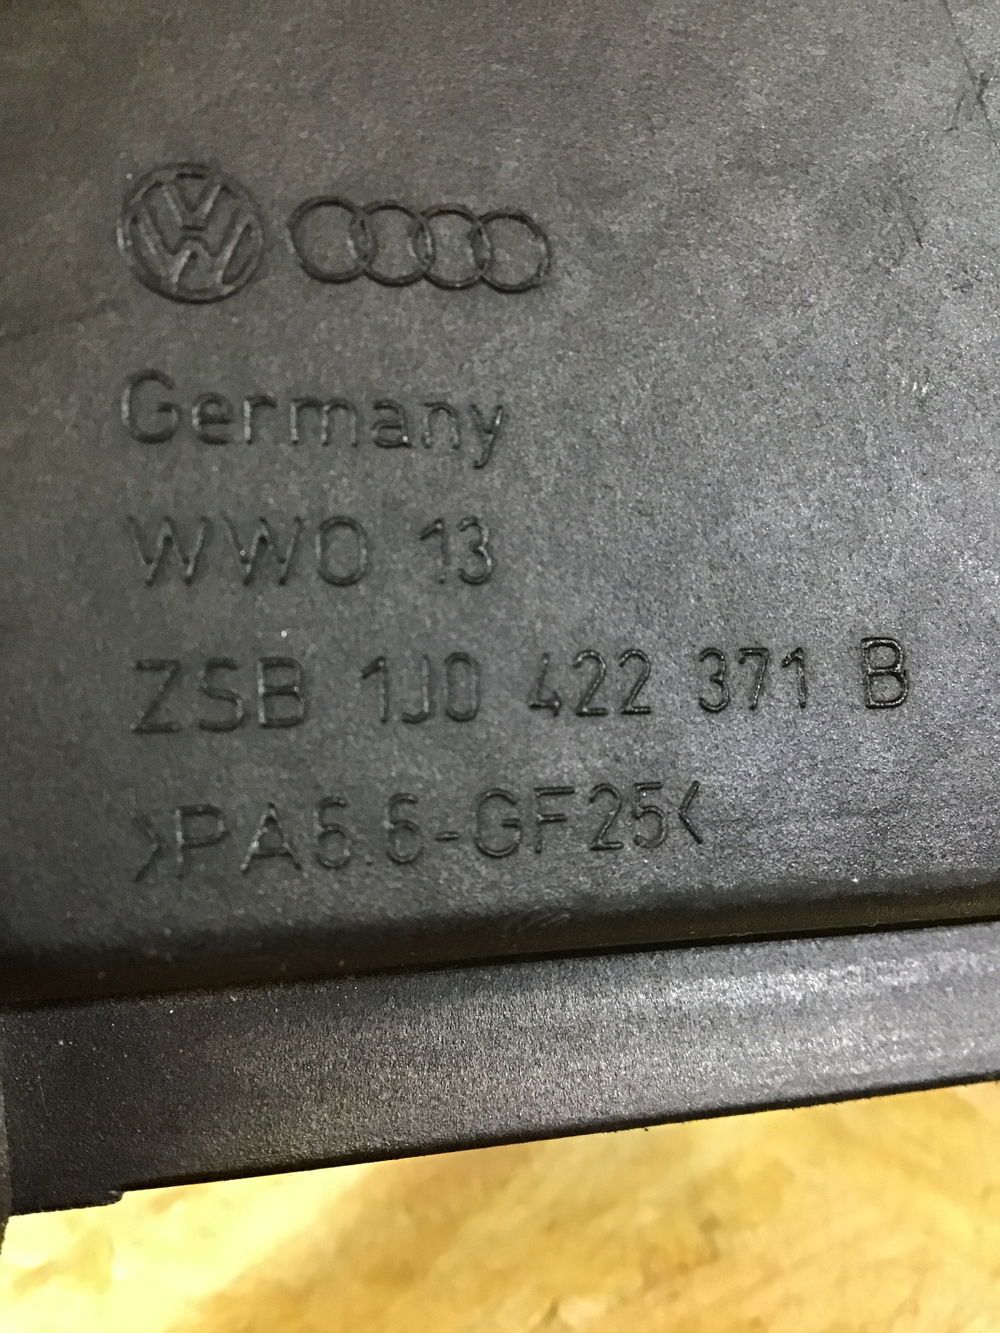 Germany
WWO 13
ZSB 1J0 422 371 B
>PA6.6-GF25<